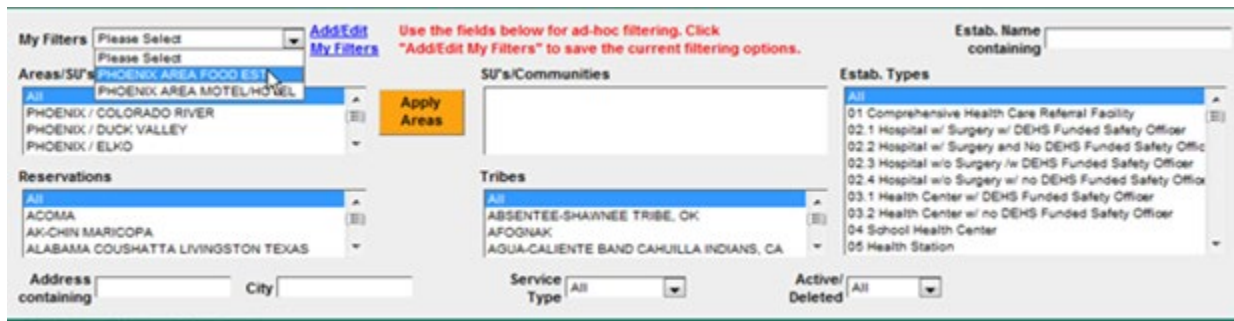 My Filters Please Select Add/Edit My Filters
Use the fields below for ad-hoc filtering. Click
"Add/Edit My Filters" to save the current filtering options.
Estab. Name containing
Please Select
PHOENIX AREA FOOD EST
PHOENIX AREA MOTEL/HOTEL
Areas/SU's
All
PHOENIX / COLORADO RIVER
PHOENIX / DUCK VALLEY
PHOENIX / ELKO
Apply
Areas
SU's/Communities
Estab. Types
All
01 Comprehensive Health Care Referral Facility
02.1 Hospital w/ Surgery w/ DEHS Funded Safety Officer
02.2 Hospital w/ Surgery and No DEHS Funded Safety Offic
02.3 Hospital w/o Surgery /w DEHS Funded Safety Officer
02.4 Hospital w/o Surgery w/ no DEHS Funded Safety Office
03.1 Health Center w/ DEHS Funded Safety Officer
03.2 Health Center w/ no DEHS Funded Safety Officer
04 School Health Center
05 Health Station
Reservations
All
ACOMA
AK-CHIN MARICOPA
ALABAMA COUSHATTA LIVINGSTON TEXAS
Tribes
All
ABSENTEE-SHAWNEE TRIBE, OK
AFOGNAK
AGUA-CALIENTE BAND CAHUILLA INDIANS, CA
Address
containing
City
Service
Type All
Active/
Deleted All